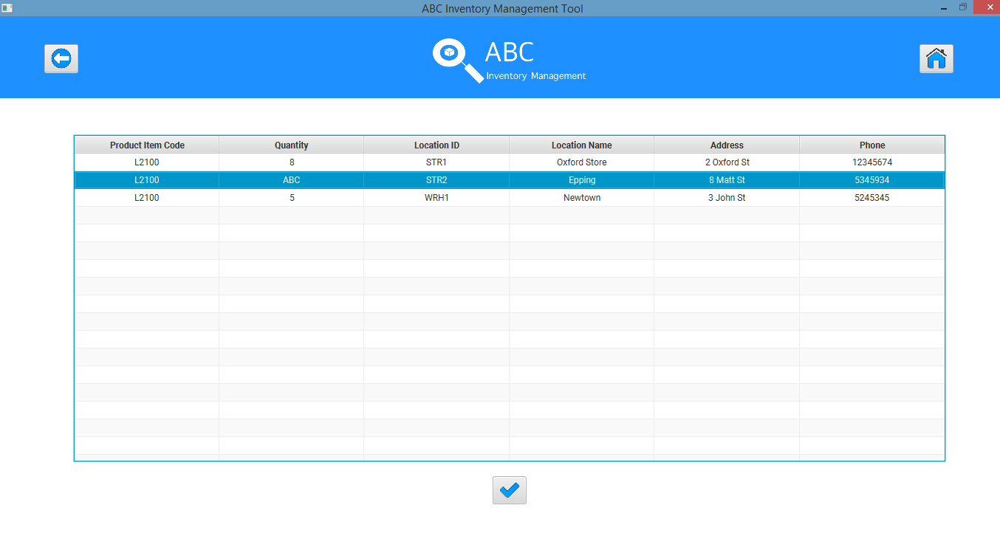 ABC Inventory Management Tool
ABC
Inventory Management
Product Item Code Quantity Location ID Location Name Address Phone
L2100 8 STR1 Oxford Store 2 Oxford St 12345674
L2100 ABC STR2 Epping 8 Matt St 5345934
L2100 5 WRH1 Newtown 3 John St 5245345